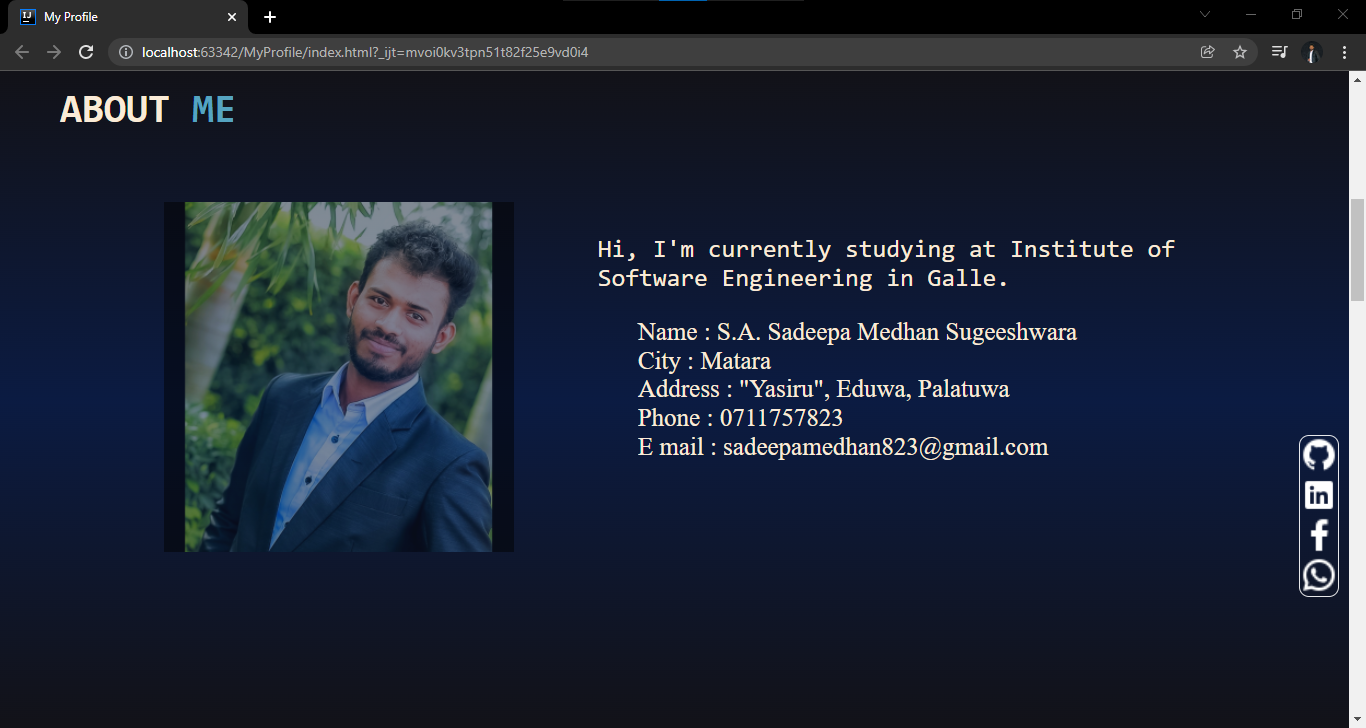 My Profile
localhost:63342/MyProfile/index.html?_ijt=mvoi0kv3tpn51t82f25e9vd0i4
ABOUT ME
Hi, I'm currently studying at Institute of
Software Engineering in Galle.
Name : S.A. Sadeepa Medhan Sugeeshwara
City : Matara
Address : "Yasiru", Eduwa, Palatuwa
Phone : 0711757823
E mail : sadeepamedhan823@gmail.com
in